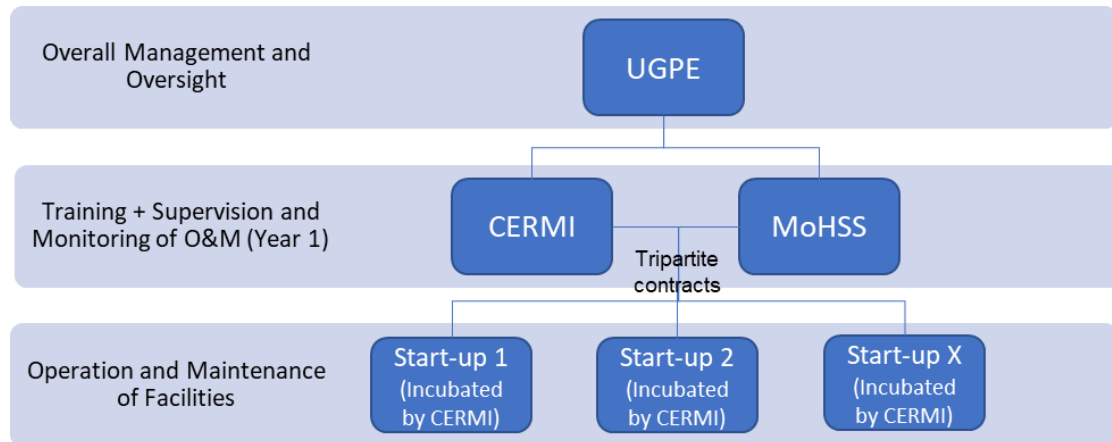 Overall Management and
Oversight
UGPE
Training + Supervision and
Monitoring of O&M (Year 1)
CERMI
MoHSS
Tripartite
contracts
Operation and Maintenance
of Facilities
Start-up 1
(Incubated
by CERMI)
Start-up 2
(Incubated
by CERMI)
Start-up X
(Incubated
by CERMI)